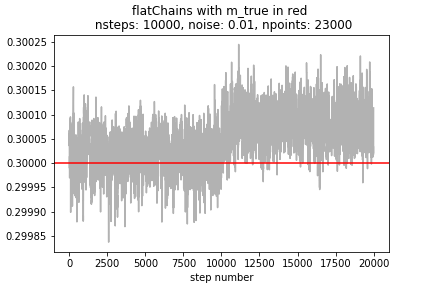 flatChains with m_true in red
nsteps: 10000, noise: 0.01, npoints: 23000
0.30025
0.30020
0.30015
0.30010
0.30005
0.30000
0.29995
0.29990
0.29985
0 2500 5000 7500 10000 12500 15000 17500 20000
step number